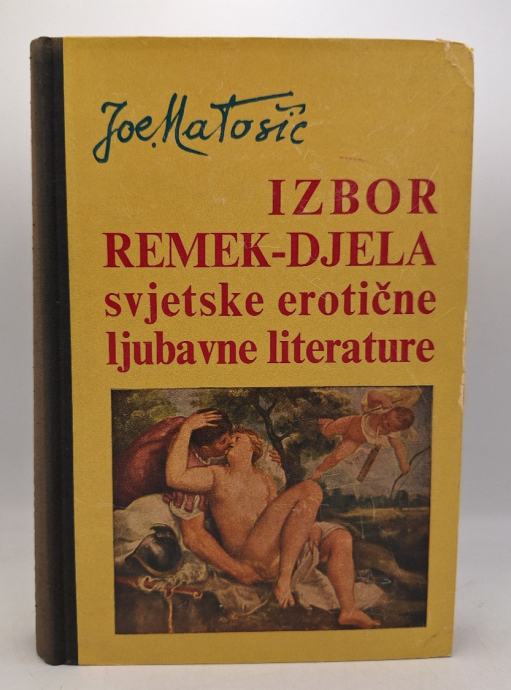 Joe Matošić
IZBOR
REMEK-DJELA
svjetske erotične
ljubavne literature